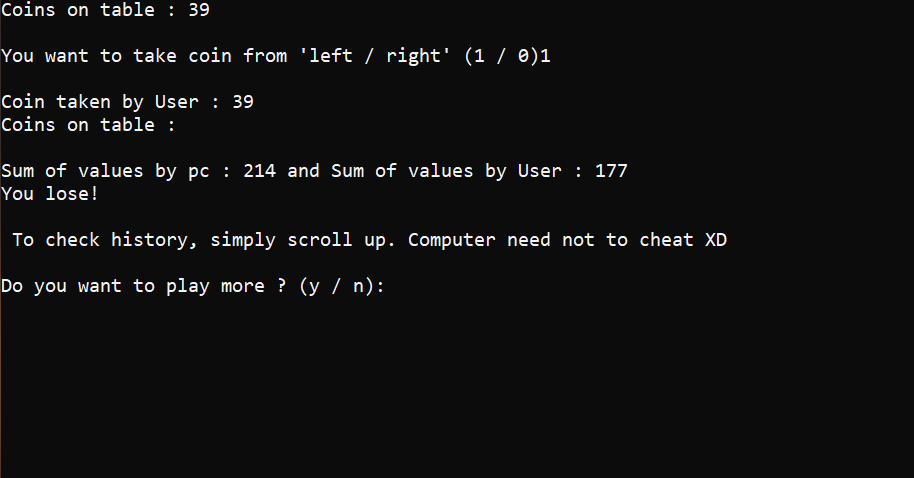 Coins on table : 39
You want to take coin from 'left / right' (1 / 0)1
Coin taken by User : 39
Coins on table :
Sum of values by pc : 214 and Sum of values by User : 177
You lose!
To check history, simply scroll up. Computer need not to cheat XD
Do you want to play more ? (y / n):